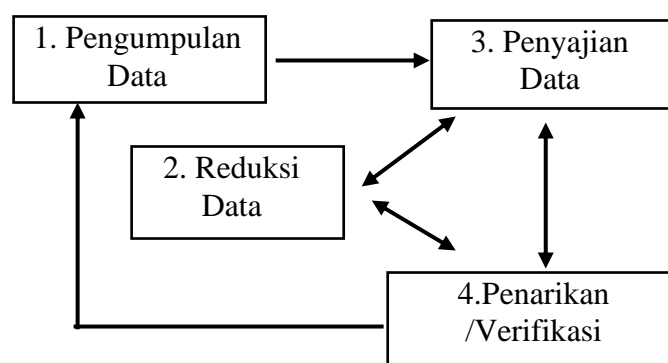 1. Pengumpulan
Data
3. Penyajian
Data
2. Reduksi
Data
4.Penarikan
/Verifikasi